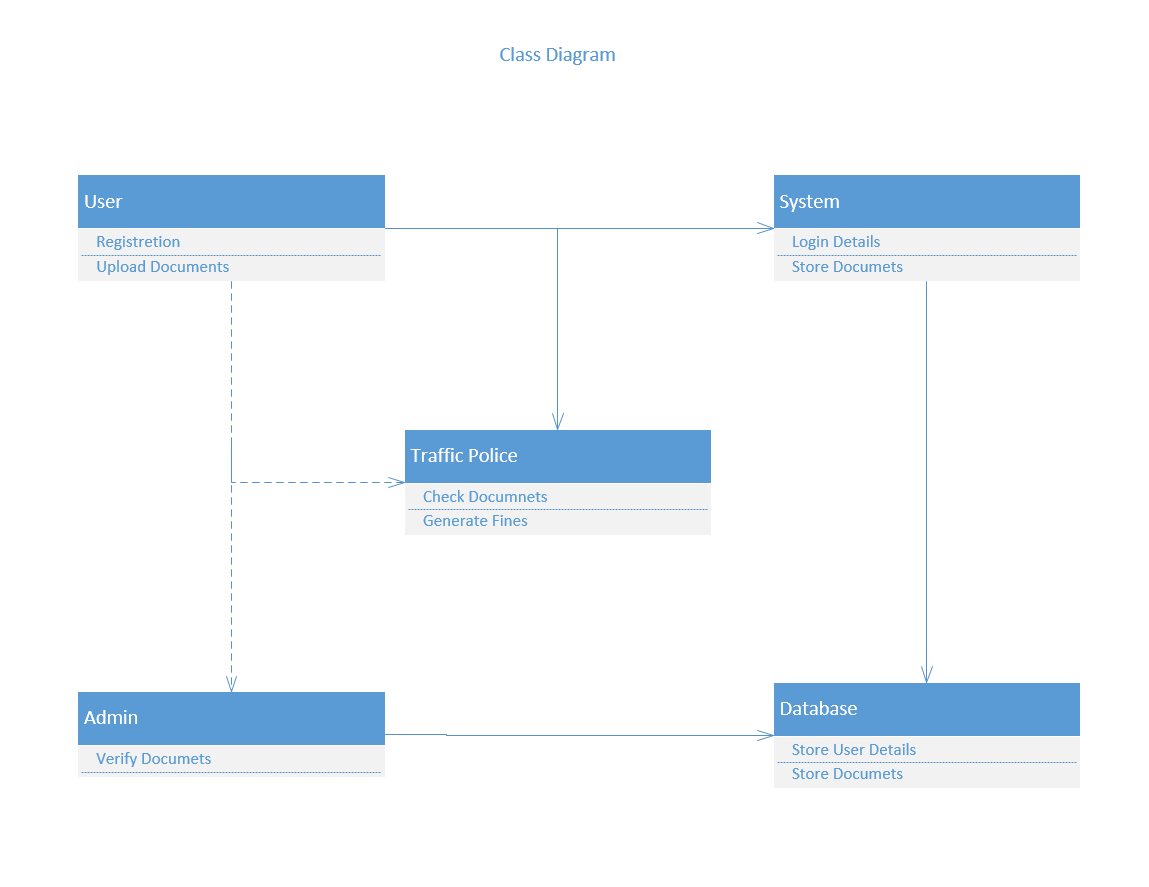 Class Diagram
User
Registretion
Upload Documents
System
Login Details
Store Documets
Traffic Police
Check Documnets
Generate Fines
Admin
Verify Documets
Database
Store User Details
Store Documets